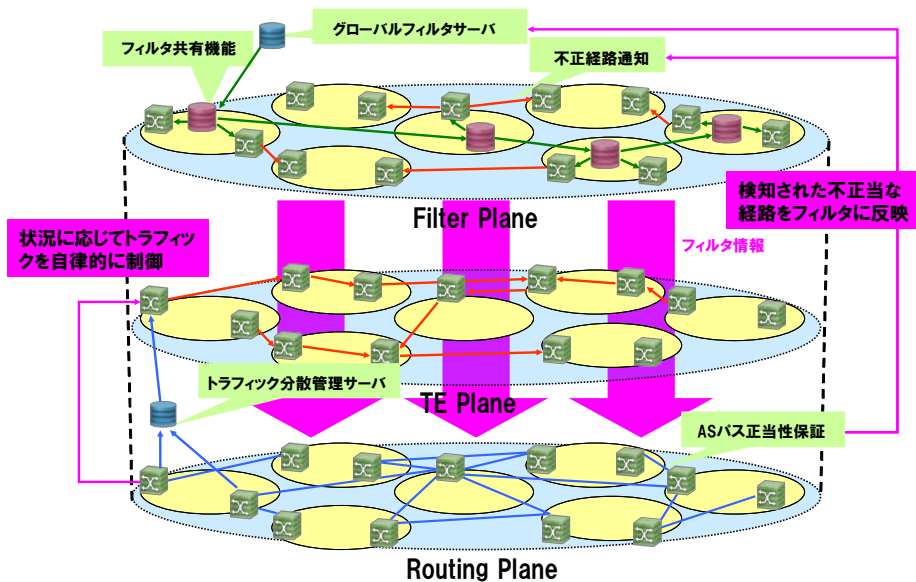 グローバルフィルタサーバ
フィルタ共有機能
不正経路通知
Filter Plane
検知された不正当な
経路をフィルタに反映
状況に応じてトラフィッ
クを自律的に制御
フィルタ情報
トラフィック分散管理サーバ
TE Plane
ASパス正当性保証
Routing Plane